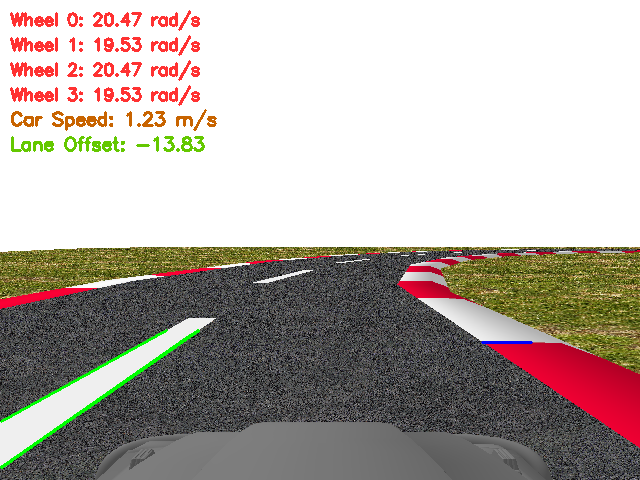 Wheel 0: 20.47 rad/s
Wheel 1: 19.53 rad/s
Wheel 2: 20.47 rad/s
Wheel 3: 19.53 rad/s
Car Speed: 1.23 m/s
Lane Offset: -13.83